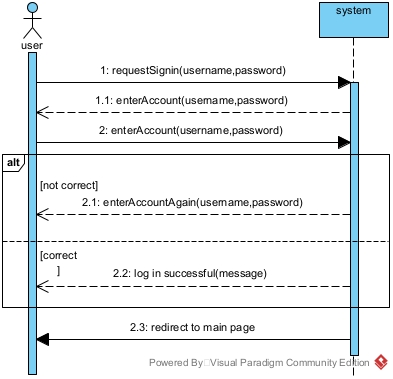 user
system
1: requestSignin(username,password)
1.1: enterAccount(username,password)
2: enterAccount(username,password)
alt
[not correct]
2.1: enterAccountAgain(username,password)
[correct
]
2.2: log in successful(message)
2.3: redirect to main page
Powered By Visual Paradigm Community Edition